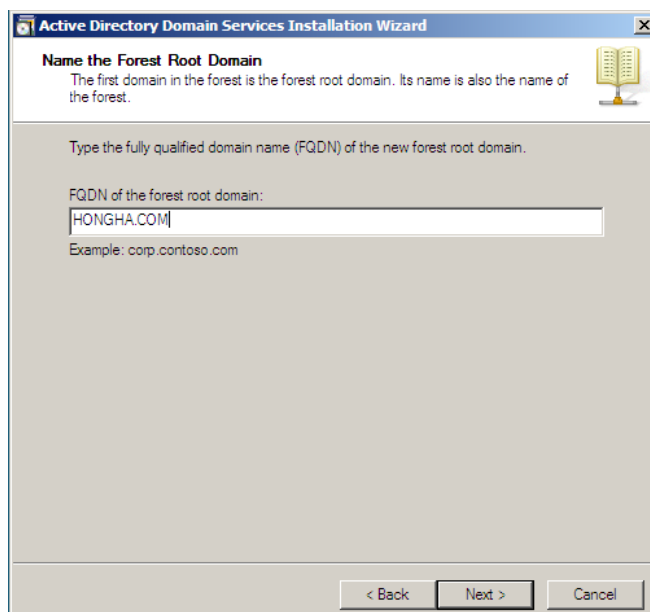 Active Directory Domain Services Installation Wizard
Name the Forest Root Domain
The first domain in the forest is the forest root domain. Its name is also the name of
the forest.
Type the fully qualified domain name (FQDN) of the new forest root domain.
FQDN of the forest root domain:
HONGHA.COM
Example: corp.contoso.com
< Back Next > Cancel